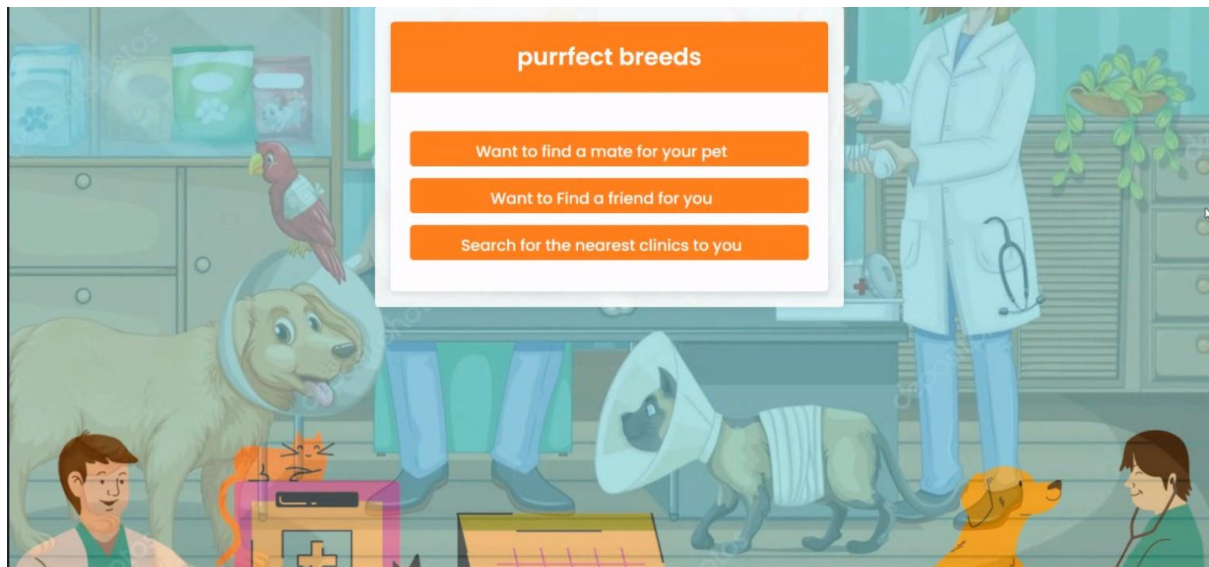 purrfect breeds
Want to find a mate for your pet
Want to Find a friend for you
Search for the nearest clinics to you